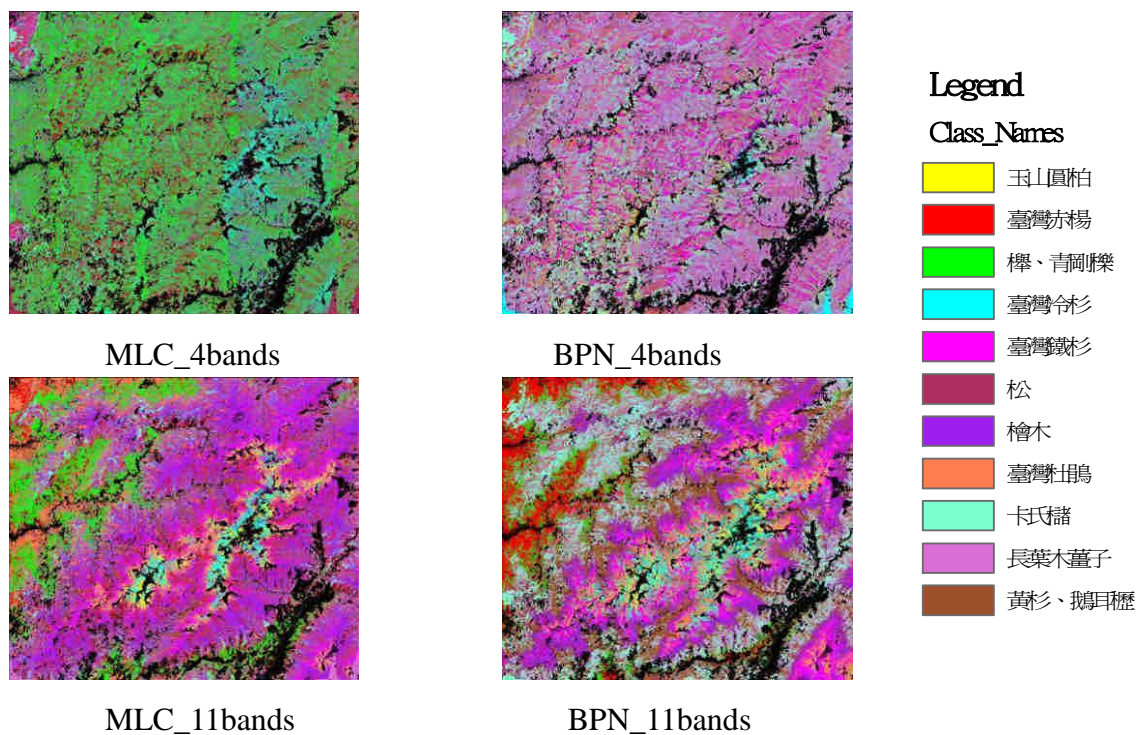 Legend
Class_Names
玉山圓柏
臺灣赤楊
櫸、青剛櫟
臺灣冷杉
臺灣鐵杉
松
檜木
臺灣杜鵑
卡氏櫧
長葉木薑子
黃杉、鵝耳櫪
MLC_4bands
BPN_4bands
MLC_11bands
BPN_11bands